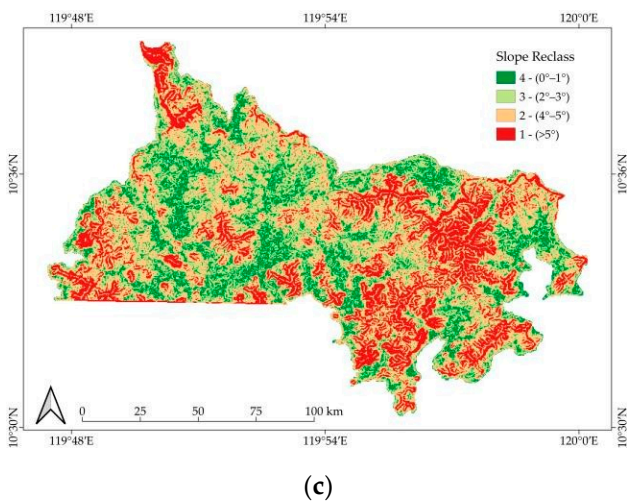 119°48'E 119°54'E 120°0'E
Slope Reclass
4 - (0°–1°)
3 - (2°–3°)
2 - (4°–5°)
1 - (>5°)
10°36'N 10°36'N
0 25 50 75 100 km
10°30'N 10°30'N
119°48'E 119°54'E 120°0'E
(c)